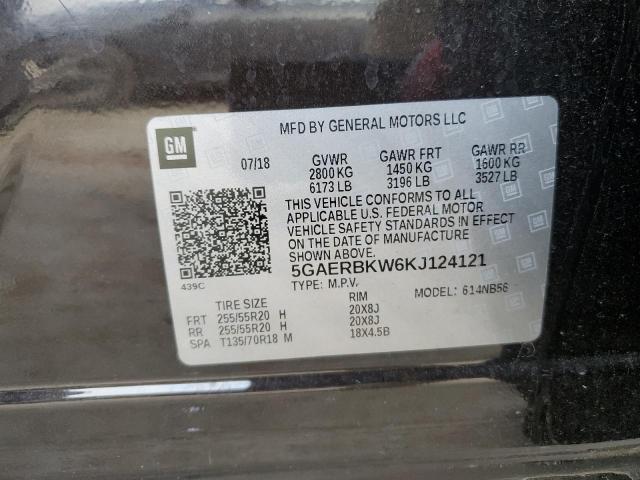 GM
MFD BY GENERAL MOTORS LLC
07/18 GVWR GAWR FRT GAWR RR
2800 KG 1450 KG 1600 KG
6173 LB 3196 LB 3527 LB
THIS VEHICLE CONFORMS TO ALL
APPLICABLE U.S. FEDERAL MOTOR
VEHICLE SAFETY STANDARDS IN EFFECT
ON THE DATE OF MANUFACTURE
SHOWN ABOVE.
439C
5GAERBKW6KJ124121
TYPE: M.P.V. MODEL: 614NB56
TIRE SIZE RIM
FRT 255/55R20 H 20X8J
RR 255/55R20 H 20X8J
SPA T135/70R18 M 18X4.5B